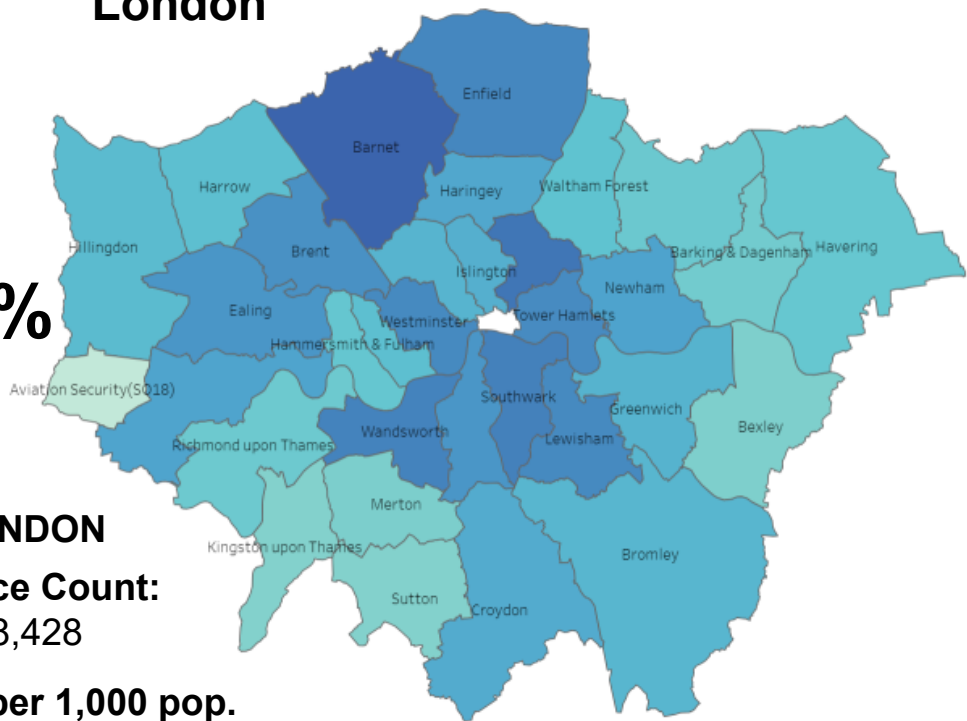 London
Enfield
Barnet
Haringey
Waltham Forest
Harrow
Hillingdon
Brent
Barking & Dagenham
Havering
Islington
Newham
%
Ealing
Westminster
Tower Hamlets
Hammersmith & Fulham
Aviation Security(SO18)
Southwark
Greenwich
Wandsworth
Lewisham
Bexley
Richmond upon Thames
Merton
NDON
Kingston upon Thames
Bromley
ce Count:
Sutton
Croydon
,428
per 1,000 pop.